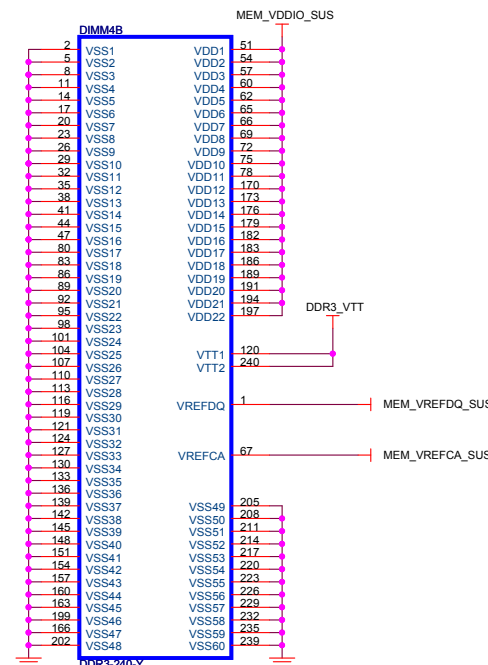 MEM_VDDIO_SUS
DIMM4B
2 VSS1 VDD1 51
5 VSS2 VDD2 54
8 VSS3 VDD3 57
11 VSS4 VDD4 60
14 VSS5 VDD5 62
17 VSS6 VDD6 65
20 VSS7 VDD7 66
23 VSS8 VDD8 69
26 VSS9 VDD9 72
29 VSS10 VDD10 75
32 VSS11 VDD11 78
35 VSS12 VDD12 170
38 VSS13 VDD13 173
41 VSS14 VDD14 176
44 VSS15 VDD15 179
47 VSS16 VDD16 182
80 VSS17 VDD17 183
83 VSS18 VDD18 186
86 VSS19 VDD19 189
89 VSS20 VDD20 191
92 VSS21 VDD21 194
95 VSS22 VDD22 197
98 VSS23
DDR3_VTT
101 VSS24
104 VSS25 VTT1 120
107 VSS26 VTT2 240
110 VSS27
113 VSS28
116 VSS29 VREFDQ 1 MEM_VREFDQ_SUS
119 VSS30
121 VSS31
124 VSS32
127 VSS33 VREFCA 67 MEM_VREFCA_SUS
130 VSS34
133 VSS35
136 VSS36
139 VSS37 VSS49 205
142 VSS38 VSS50 208
145 VSS39 VSS51 211
148 VSS40 VSS52 214
151 VSS41 VSS53 217
154 VSS42 VSS54 220
157 VSS43 VSS55 223
160 VSS44 VSS56 226
163 VSS45 VSS57 229
199 VSS46 VSS58 232
166 VSS47 VSS59 235
202 VSS48 VSS60 239
DDR3-240-Y